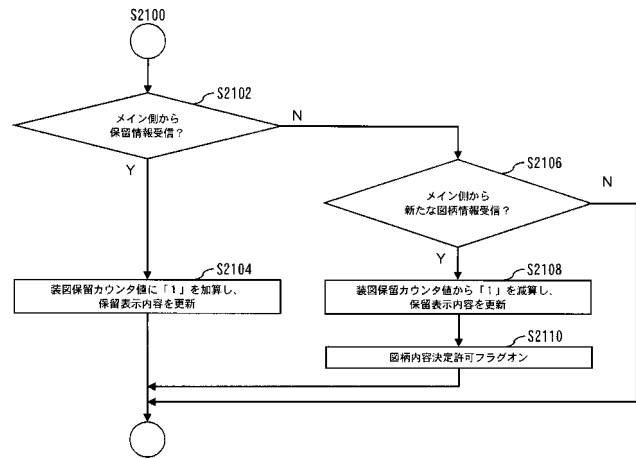 S2100
S2102
メイン側から
保留情報受信?
N
Y
S2106
メイン側から
新たな図柄情報受信?
N
Y
S2104
装図保留カウンタ値に「1」を加算し、
保留表示内容を更新
S2108
装図保留カウンタ値から「1」を減算し、
保留表示内容を更新
S2110
図柄内容決定許可フラグオン